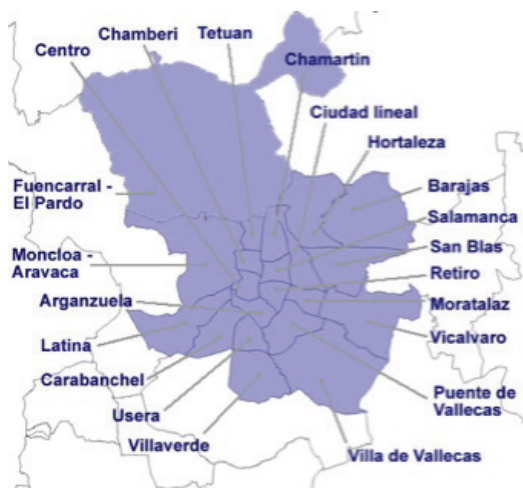 Chamberi
Tetuan
Centro
Chamartin
Ciudad lineal
Hortaleza
Fuencarral -
El Pardo
Barajas
Salamanca
San Blas
Moncloa -
Aravaca
Retiro
Arganzuela
Moratalaz
Latina
Vicalvaro
Carabanchel
Puente de
Vallecas
Usera
Villaverde
Villa de Vallecas